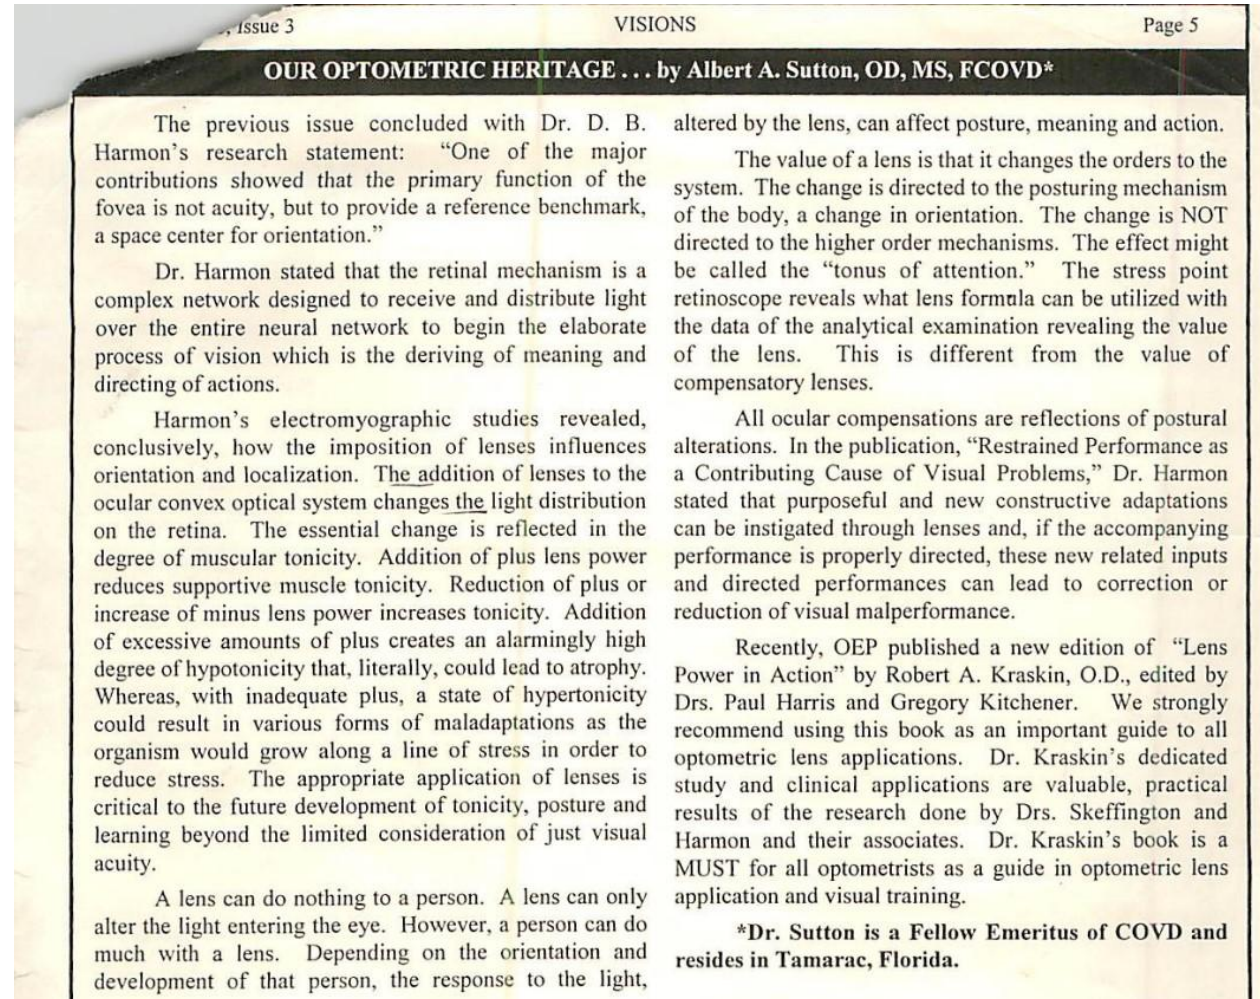 , Issue 3
VISIONS
Page 5
OUR OPTOMETRIC HERITAGE . . . by Albert A. Sutton, OD, MS, FCOVD*
The previous issue concluded with Dr. D. B.
Harmon's research statement: "One of the major
contributions showed that the primary function of the
fovea is not acuity, but to provide a reference benchmark,
a space center for orientation."
Dr. Harmon stated that the retinal mechanism is a
complex network designed to receive and distribute light
over the entire neural network to begin the elaborate
process of vision which is the deriving of meaning and
directing of actions.
Harmon's electromyographic studies revealed,
conclusively, how the imposition of lenses influences
orientation and localization. The addition of lenses to the
ocular convex optical system changes the light distribution
on the retina. The essential change is reflected in the
degree of muscular tonicity. Addition of plus lens power
reduces supportive muscle tonicity. Reduction of plus or
increase of minus lens power increases tonicity. Addition
of excessive amounts of plus creates an alarmingly high
degree of hypotonicity that, literally, could lead to atrophy.
Whereas, with inadequate plus, a state of hypertonicity
could result in various forms of maladaptations as the
organism would grow along a line of stress in order to
reduce stress. The appropriate application of lenses is
critical to the future development of tonicity, posture and
learning beyond the limited consideration of just visual
acuity.
A lens can do nothing to a person. A lens can only
alter the light entering the eye. However, a person can do
much with a lens. Depending on the orientation and
development of that person, the response to the light,
altered by the lens, can affect posture, meaning and action.
The value of a lens is that it changes the orders to the
system. The change is directed to the posturing mechanism
of the body, a change in orientation. The change is NOT
directed to the higher order mechanisms. The effect might
be called the "tonus of attention." The stress point
retinoscope reveals what lens formula can be utilized with
the data of the analytical examination revealing the value
of the lens. This is different from the value of
compensatory lenses.
All ocular compensations are reflections of postural
alterations. In the publication, "Restrained Performance as
a Contributing Cause of Visual Problems," Dr. Harmon
stated that purposeful and new constructive adaptations
can be instigated through lenses and, if the accompanying
performance is properly directed, these new related inputs
and directed performances can lead to correction or
reduction of visual malperformance.
Recently, OEP published a new edition of "Lens
Power in Action" by Robert A. Kraskin, O.D., edited by
Drs. Paul Harris and Gregory Kitchener. We strongly
recommend using this book as an important guide to all
optometric lens applications. Dr. Kraskin's dedicated
study and clinical applications are valuable, practical
results of the research done by Drs. Skeffington and
Harmon and their associates. Dr. Kraskin's book is a
MUST for all optometrists as a guide in optometric lens
application and visual training.
*Dr. Sutton is a Fellow Emeritus of COVD and
resides in Tamarac, Florida.